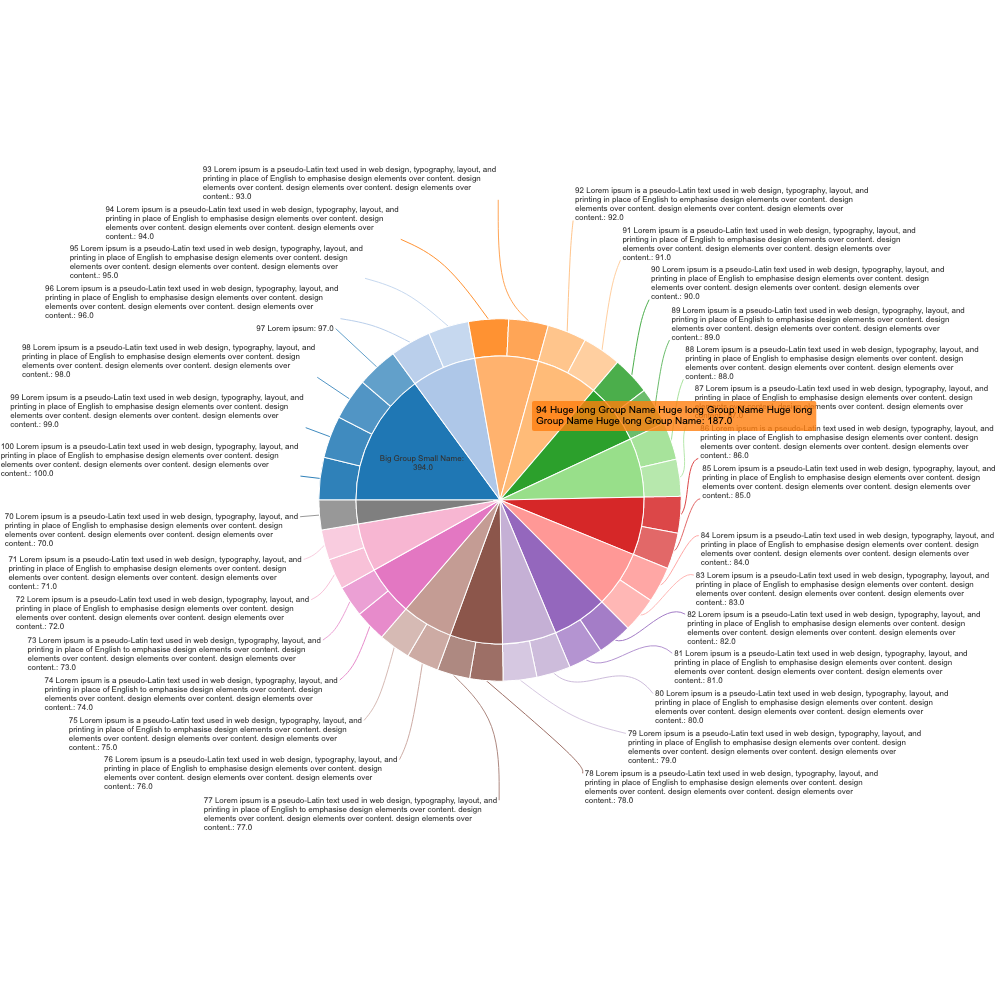 93 Lorem ipsum is a pseudo-Latin text used in web design, typography, layout, and
printing in place of English to emphasise design elements over content. design
elements over content. design elements over content. design elements over
content.: 93.0
94 Lorem ipsum is a pseudo-Latin text used in web design, typography, layout, and
printing in place of English to emphasise design elements over content. design
elements over content. design elements over content. design elements over
content.: 94.0
95 Lorem ipsum is a pseudo-Latin text used in web design, typography, layout, and
printing in place of English to emphasise design elements over content. design
elements over content. design elements over content. design elements over
content.: 95.0
96 Lorem ipsum is a pseudo-Latin text used in web design, typography, layout, and
printing in place of English to emphasise design elements over content. design
elements over content. design elements over content. design elements over
content.: 96.0
97 Lorem ipsum: 97.0
98 Lorem ipsum is a pseudo-Latin text used in web design, typography, layout, and
printing in place of English to emphasise design elements over content. design
elements over content. design elements over content. design elements over
content.: 98.0
99 Lorem ipsum is a pseudo-Latin text used in web design, typography, layout, and
printing in place of English to emphasise design elements over content. design
elements over content. design elements over content. design elements over
content.: 99.0
100 Lorem ipsum is a pseudo-Latin text used in web design, typography, layout, and
printing in place of English to emphasise design elements over content. design
elements over content. design elements over content. design elements over
content.: 100.0
70 Lorem ipsum is a pseudo-Latin text used in web design, typography, layout, and
printing in place of English to emphasise design elements over content. design
elements over content. design elements over content. design elements over
content.: 70.0
71 Lorem ipsum is a pseudo-Latin text used in web design, typography, layout, and
printing in place of English to emphasise design elements over content. design
elements over content. design elements over content. design elements over
content.: 71.0
72 Lorem ipsum is a pseudo-Latin text used in web design, typography, layout, and
printing in place of English to emphasise design elements over content. design
elements over content. design elements over content. design elements over
content.: 72.0
73 Lorem ipsum is a pseudo-Latin text used in web design, typography, layout, and
printing in place of English to emphasise design elements over content. design
elements over content. design elements over content. design elements over
content.: 73.0
74 Lorem ipsum is a pseudo-Latin text used in web design, typography, layout, and
printing in place of English to emphasise design elements over content. design
elements over content. design elements over content. design elements over
content.: 74.0
75 Lorem ipsum is a pseudo-Latin text used in web design, typography, layout, and
printing in place of English to emphasise design elements over content. design
elements over content. design elements over content. design elements over
content.: 75.0
76 Lorem ipsum is a pseudo-Latin text used in web design, typography, layout, and
printing in place of English to emphasise design elements over content. design
elements over content. design elements over content. design elements over
content.: 76.0
77 Lorem ipsum is a pseudo-Latin text used in web design, typography, layout, and
printing in place of English to emphasise design elements over content. design
elements over content. design elements over content. design elements over
content.: 77.0
Big Group Small Name:
394.0
92 Lorem ipsum is a pseudo-Latin text used in web design, typography, layout, and
printing in place of English to emphasise design elements over content. design
elements over content. design elements over content. design elements over
content.: 92.0
91 Lorem ipsum is a pseudo-Latin text used in web design, typography, layout, and
printing in place of English to emphasise design elements over content. design
elements over content. design elements over content. design elements over
content.: 91.0
90 Lorem ipsum is a pseudo-Latin text used in web design, typography, layout, and
printing in place of English to emphasise design elements over content. design
elements over content. design elements over content. design elements over
content.: 90.0
89 Lorem ipsum is a pseudo-Latin text used in web design, typography, layout, and
printing in place of English to emphasise design elements over content. design
elements over content. design elements over content. design elements over
content.: 89.0
88 Lorem ipsum is a pseudo-Latin text used in web design, typography, layout, and
printing in place of English to emphasise design elements over content. design
elements over content. design elements over content. design elements over
content.: 88.0
87 Lorem ipsum is a pseudo-Latin text used in web design, typography, layout, and
printing in place of English to emphasise design elements over content. design
over content. design elements over
94 Huge long Group Name Huge long Group Name Huge long
Group Name Huge long Group Name: 187.0
86 Lorem ipsum is a pseudo-Latin text used in web design, typography, layout, and
printing in place of English to emphasise design elements over content. design
elements over content. design elements over content. design elements over
content.: 86.0
85 Lorem ipsum is a pseudo-Latin text used in web design, typography, layout, and
printing in place of English to emphasise design elements over content. design
elements over content. design elements over content. design elements over
content.: 85.0
84 Lorem ipsum is a pseudo-Latin text used in web design, typography, layout, and
printing in place of English to emphasise design elements over content. design
elements over content. design elements over content. design elements over
content.: 84.0
83 Lorem ipsum is a pseudo-Latin text used in web design, typography, layout, and
printing in place of English to emphasise design elements over content. design
elements over content. design elements over content. design elements over
content.: 83.0
82 Lorem ipsum is a pseudo-Latin text used in web design, typography, layout, and
printing in place of English to emphasise design elements over content. design
elements over content. design elements over content. design elements over
content.: 82.0
81 Lorem ipsum is a pseudo-Latin text used in web design, typography, layout, and
printing in place of English to emphasise design elements over content. design
elements over content. design elements over content. design elements over
content.: 81.0
80 Lorem ipsum is a pseudo-Latin text used in web design, typography, layout, and
printing in place of English to emphasise design elements over content. design
elements over content. design elements over content. design elements over
content.: 80.0
79 Lorem ipsum is a pseudo-Latin text used in web design, typography, layout, and
printing in place of English to emphasise design elements over content. design
elements over content. design elements over content. design elements over
content.: 79.0
78 Lorem ipsum is a pseudo-Latin text used in web design, typography, layout, and
printing in place of English to emphasise design elements over content. design
elements over content. design elements over content. design elements over
content.: 78.0